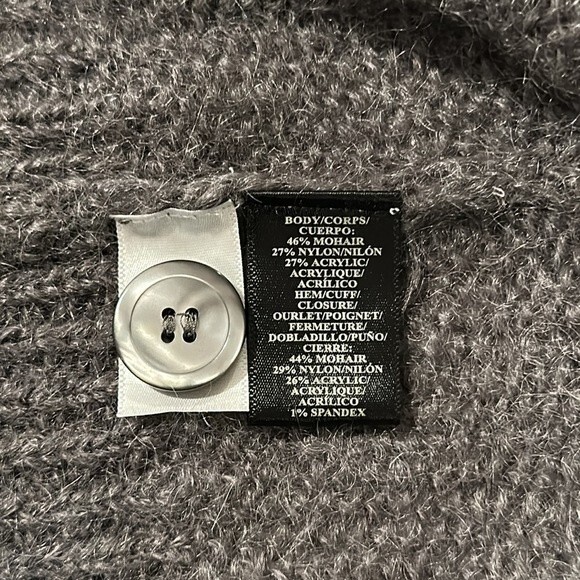 BODY/CORPS/
CUERPO:
46% MOHAIR
27% NYLON/NILÓN
27% ACRYLIC/
ACRYLIQUE/
ACRÍLICO
HEM/CUFF/
CLOSURE/
OURLET/POIGNET/
FERMETURE/
DOBLADILLO/PUÑO/
CIERRE:
44% MOHAIR
29% NYLON/NILÓN
26% ACRYLIC/
ACRYLIQUE/
ACRÍLICO
1% SPANDEX